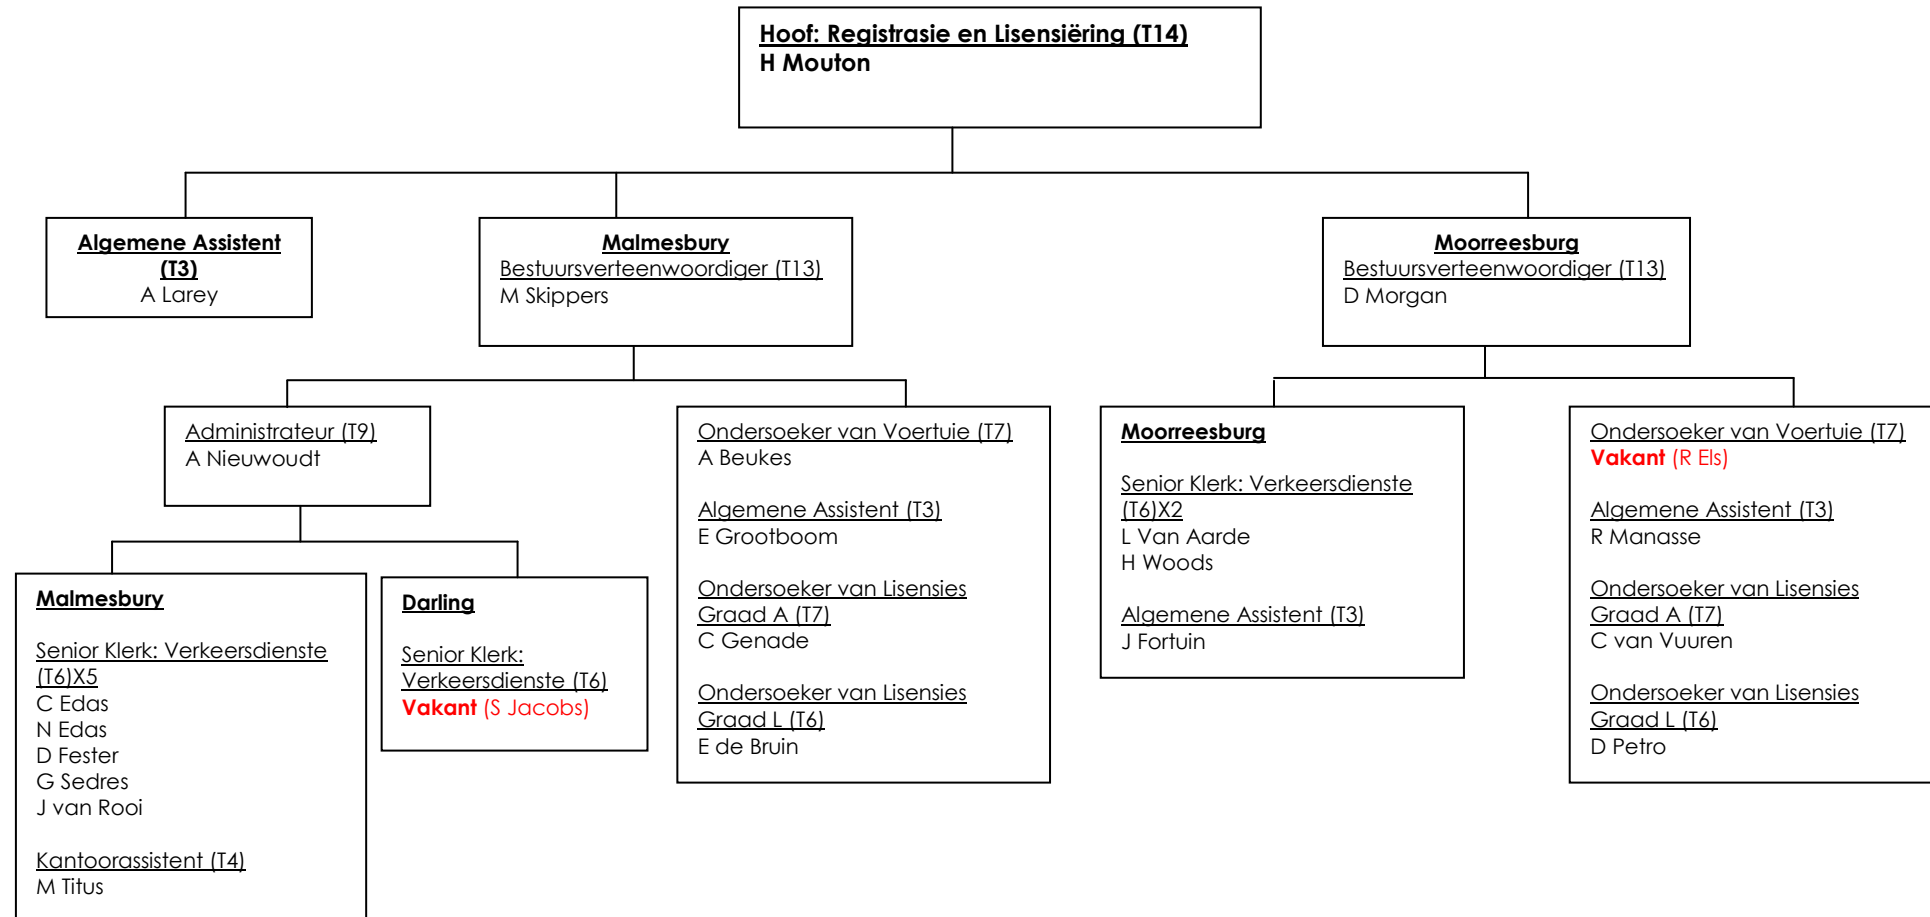 Hoof: Registrasie en Lisensiëring (T14)
H Mouton
Algemene Assistent
(T3)
A Larey
Malmesbury
Bestuursverteenwoordiger (T13)
M Skippers
Moorreesburg
Bestuursverteenwoordiger (T13)
D Morgan
Administrateur (T9)
A Nieuwoudt
Malmesbury
Senior Klerk: Verkeersdienste
(T6)X5
C Edas
N Edas
D Fester
G Sedres
J van Rooi
Kantoorassistent (T4)
M Titus
Darling
Senior Klerk:
Verkeersdienste (T6)
Vakant (S Jacobs)
Ondersoeker van Voertuie (T7)
A Beukes
Algemene Assistent (T3)
E Grootboom
Ondersoeker van Lisensies
Graad A (T7)
C Genade
Ondersoeker van Lisensies
Graad L (T6)
E de Bruin
Moorreesburg
Senior Klerk: Verkeersdienste
(T6)X2
L Van Aarde
H Woods
Algemene Assistent (T3)
J Fortuin
Ondersoeker van Voertuie (T7)
Vakant (R Els)
Algemene Assistent (T3)
R Manasse
Ondersoeker van Lisensies
Graad A (T7)
C van Vuuren
Ondersoeker van Lisensies
Graad L (T6)
D Petro